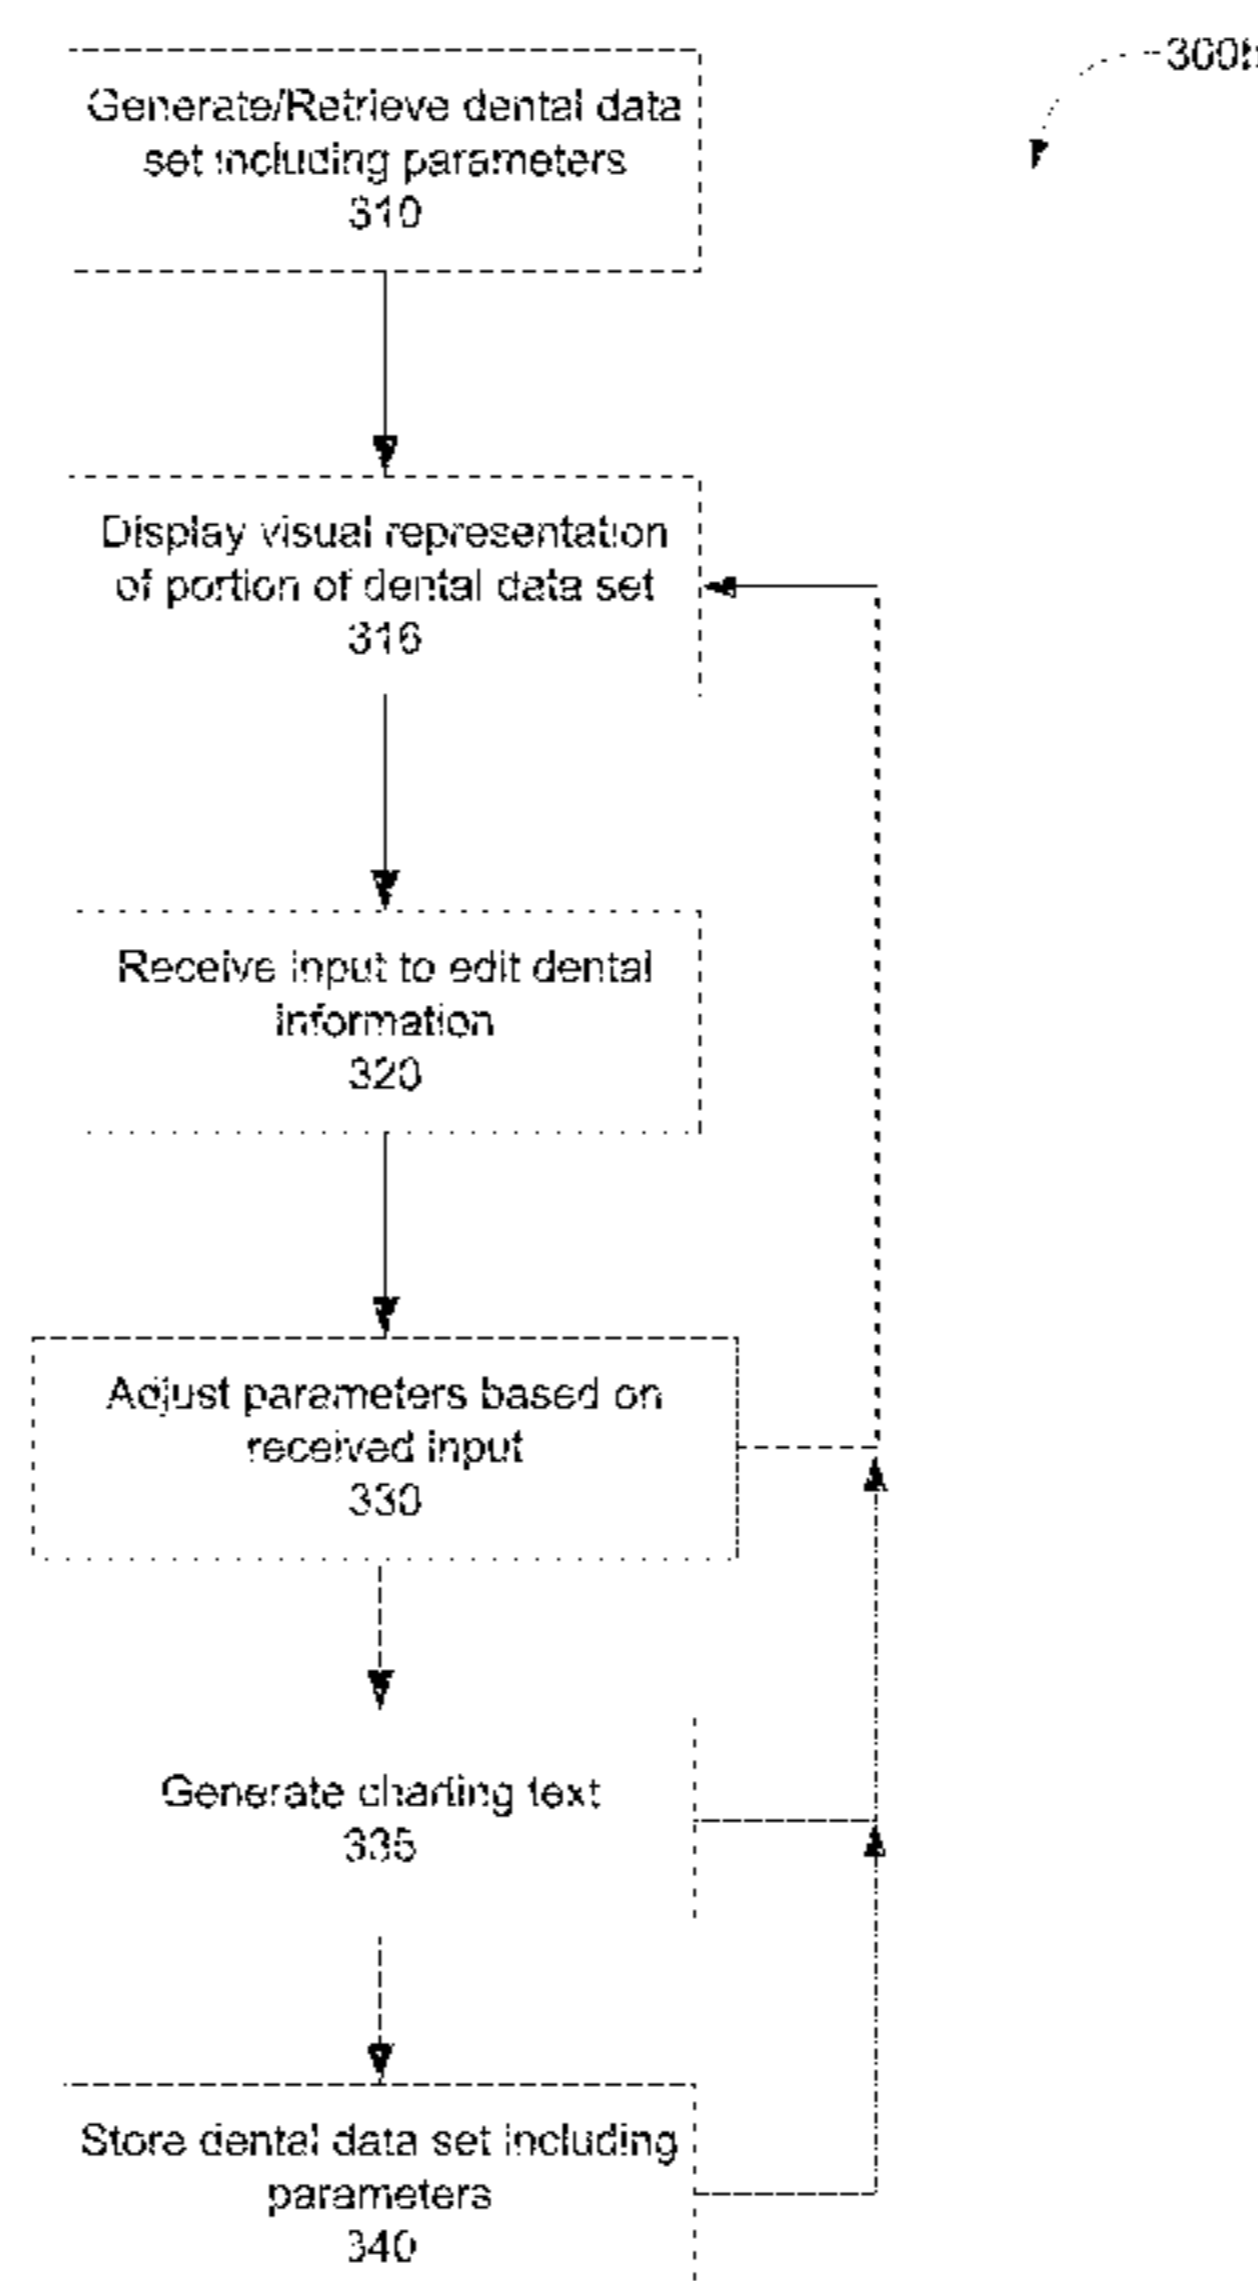 Generate/Retrieve dental data
set including parameters
310
Display visual representation
of portion of dental data set
316
Receive input to edit dental
information
320
Adjust parameters based on
received input
330
Generate charting text
335
Store dental data set including
parameters
340